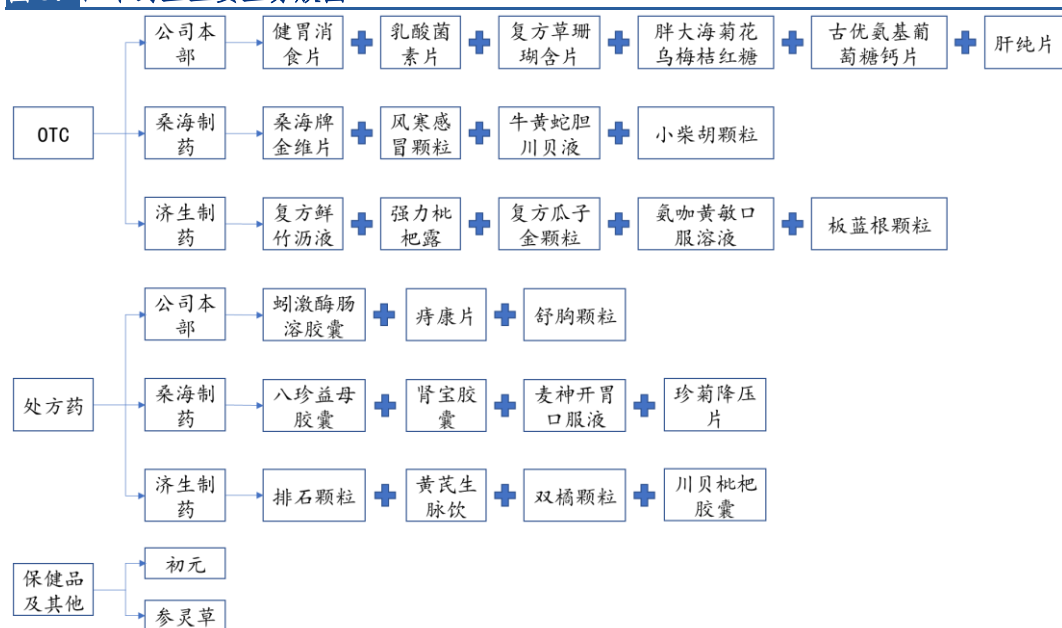 公司本
部
健胃消
食片
乳酸菌
素片
复方草珊
瑚含片
胖大海菊花
乌梅桔红糖
古优氨基葡
萄糖钙片
肝纯片
OTC
桑海制
药
桑海牌
金维片
风寒感
冒颗粒
牛黄蛇胆
川贝液
小柴胡颗粒
济生制
药
复方鲜
竹沥液
强力枇
杷露
复方瓜子
金颗粒
氨咖黄敏口
服溶液
板蓝根颗粒
公司本
部
蚓激酶肠
溶胶囊
痔康片
舒胸颗粒
处方药
桑海制
药
八珍益母
胶囊
肾宝胶
囊
麦神开胃
口服液
珍菊降压
片
济生制
药
排石颗粒
黄芪生
脉饮
双橘颗粒
川贝枇杷
胶囊
保健品
及其他
初元
参灵草